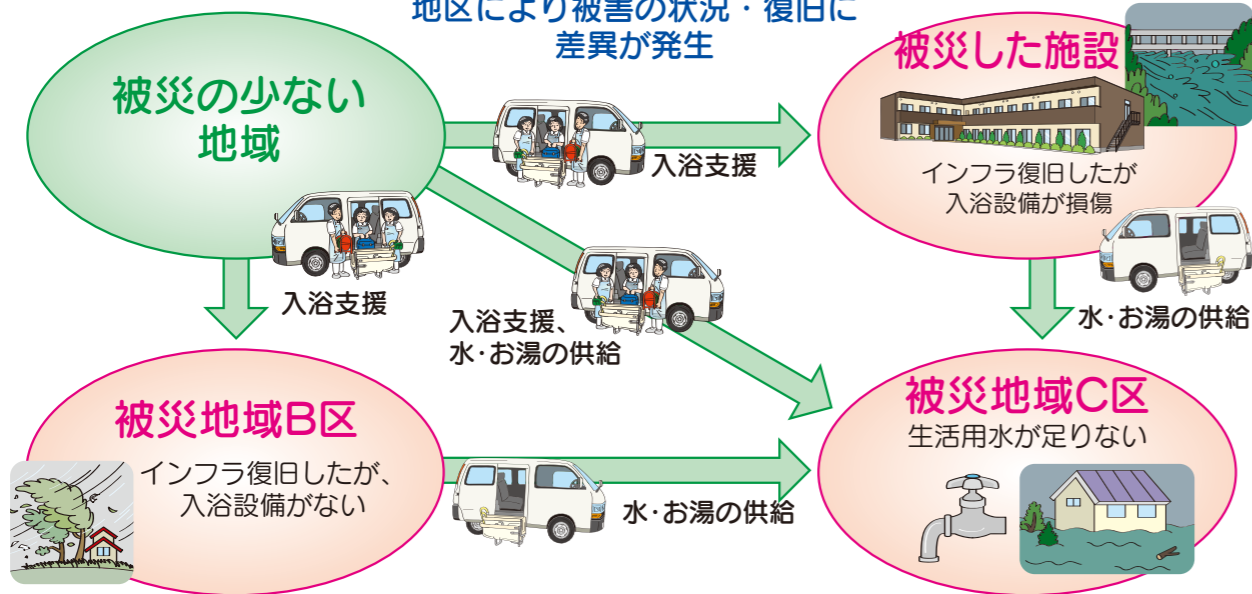 地区により被害の状況・復旧に
差異が発生
被災の少ない
地域
入浴支援
被災した施設
インフラ復旧したが
入浴設備が損傷
入浴支援
入浴支援、
水・お湯の供給
水・お湯の供給
被災地域B区
インフラ復旧したが、
入浴設備がない
水・お湯の供給
被災地域C区
生活用水が足りない